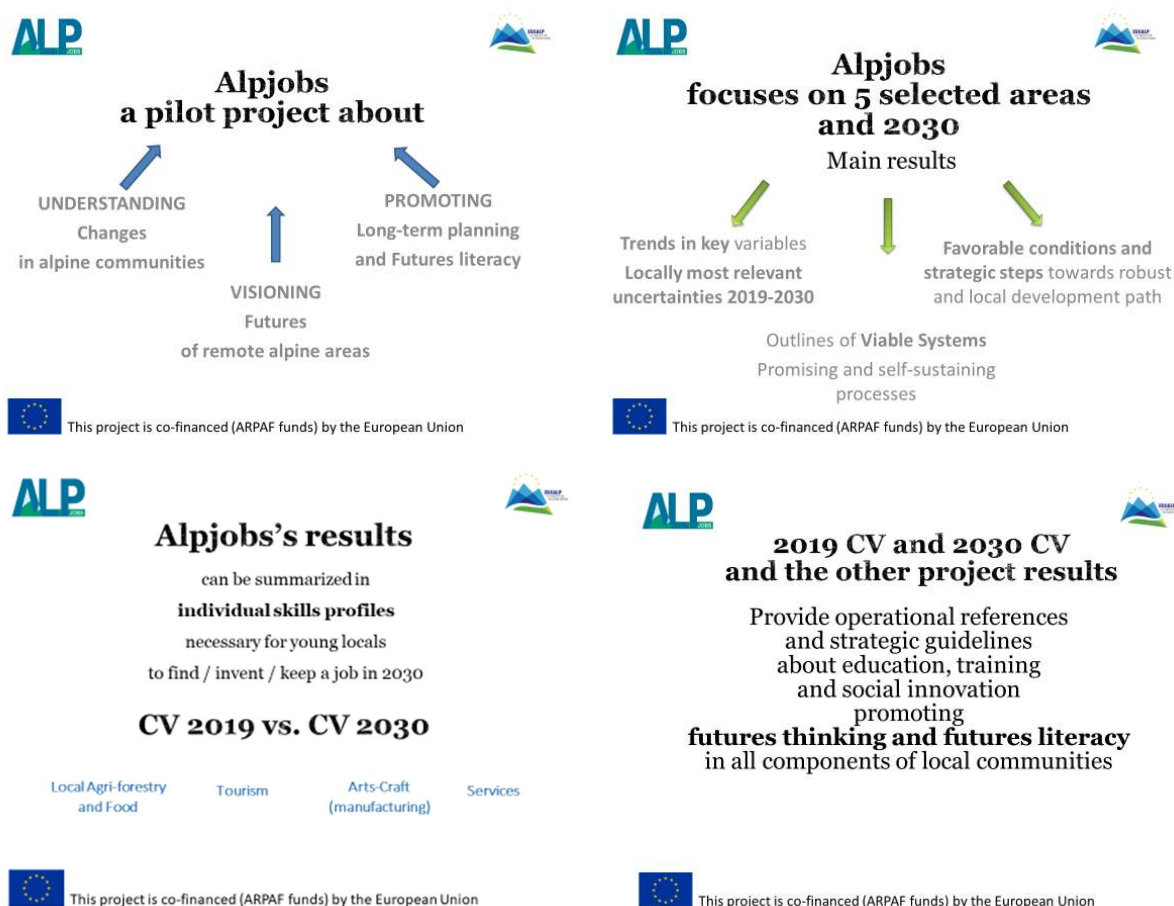 ALP
JOBS
EUSALP
Alpjobs
a pilot project about
UNDERSTANDING
Changes
in alpine communities
VISIONING
Futures
of remote alpine areas
PROMOTING
Long-term planning
and Futures literacy
This project is co-financed (ARPAF funds) by the European Union
ALP
JOBS
EUSALP
Alpjobs
focuses on 5 selected areas
and 2030
Main results
Trends in key variables
Locally most relevant
uncertainties 2019-2030
Outlines of Viable Systems
Promising and self-sustaining
processes
Favorable conditions and
strategic steps towards robust
and local development path
This project is co-financed (ARPAF funds) by the European Union
ALP
JOBS
EUSALP
Alpjobs's results
can be summarized in
individual skills profiles
necessary for young locals
to find / invent / keep a job in 2030
CV 2019 vs. CV 2030
Local Agri-forestry
and Food
Tourism
Arts-Craft
(manufacturing)
Services
This project is co-financed (ARPAF funds) by the European Union
ALP
JOBS
EUSALP
2019 CV and 2030 CV
and the other project results
Provide operational references
and strategic guidelines
about education, training
and social innovation
promoting
futures thinking and futures literacy
in all components of local communities
This project is co-financed (ARPAF funds) by the European Union